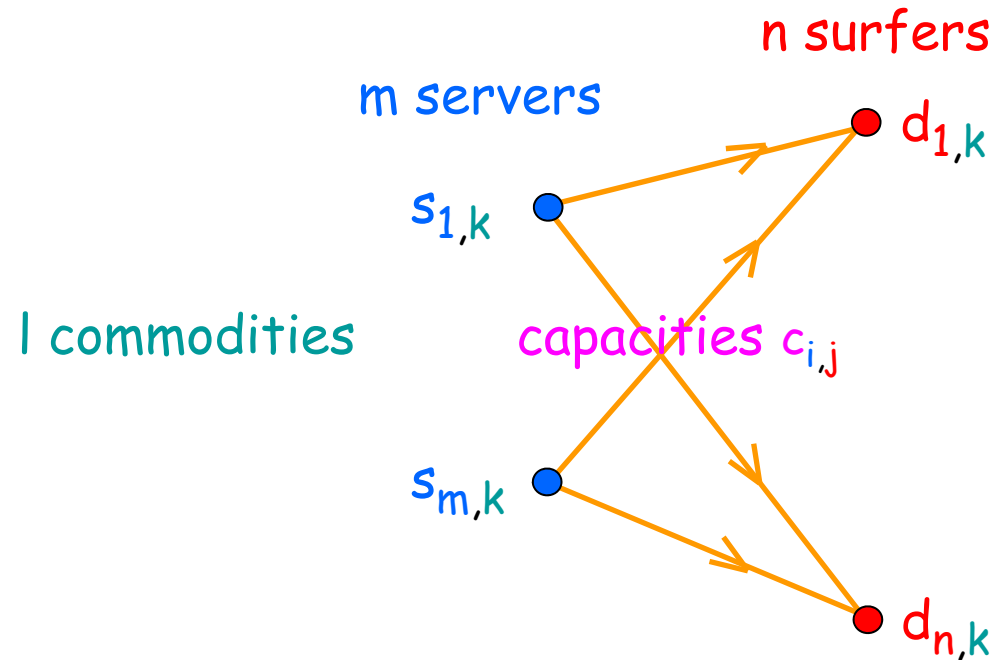 n surfers
m servers
d1,k
s1,k
l commodities
capacities ci,j
sm,k
dn,k